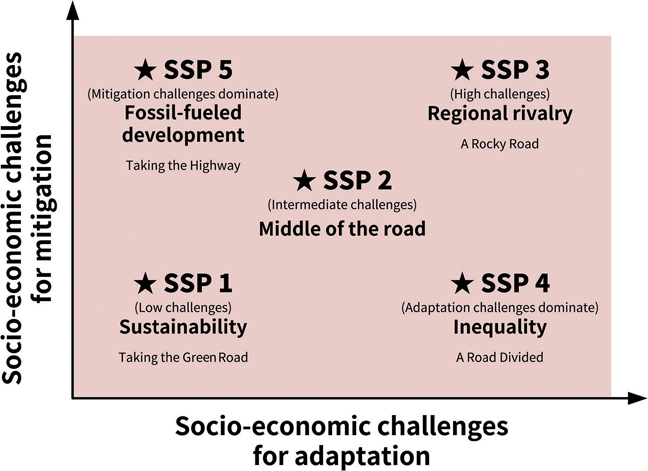 Socio-economic challenges
for mitigation
★ SSP 5
(Mitigation challenges dominate)
Fossil-fueled
development
Taking the Highway
★ SSP 3
(High challenges)
Regional rivalry
A Rocky Road
★ SSP 2
(Intermediate challenges)
Middle of the road
★ SSP 1
(Low challenges)
Sustainability
Taking the Green Road
★ SSP 4
(Adaptation challenges dominate)
Inequality
A Road Divided
Socio-economic challenges
for adaptation